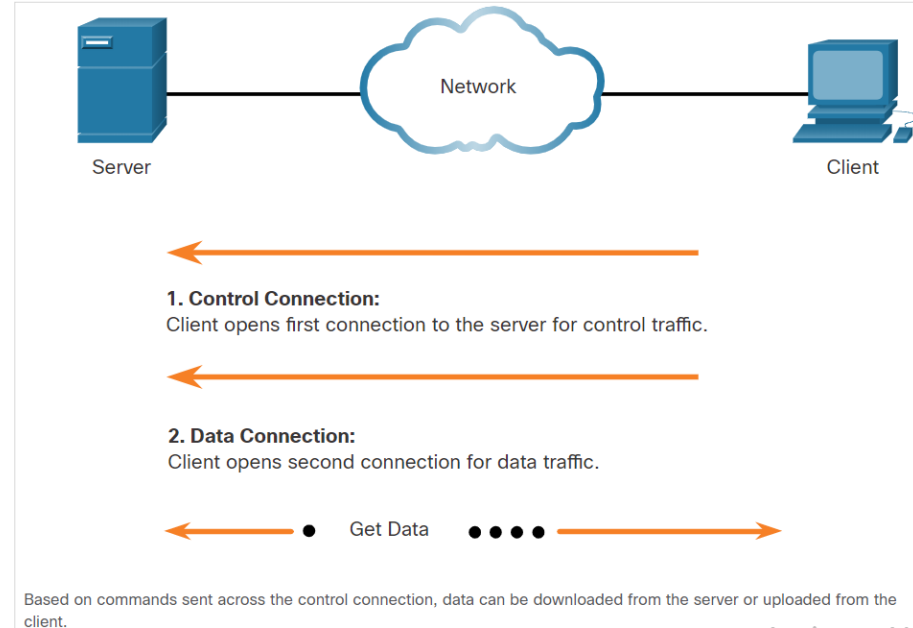 Network
Server
Client
1. Control Connection:
Client opens first connection to the server for control traffic.
2. Data Connection:
Client opens second connection for data traffic.
Get Data
Based on commands sent across the control connection, data can be downloaded from the server or uploaded from the
client.